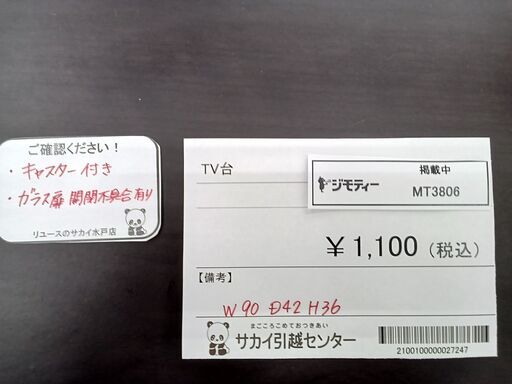 ご確認ください！
・キャスター付き
・ガラス扉 開閉不具合有り
リユースのサカイ水戸店
TV台
ジモティー
掲載中
MT3806
￥1,100（税込）
【備考】
W90 D42 H36
まごころこめておつきあい
サカイ引越センター
2100100000027247